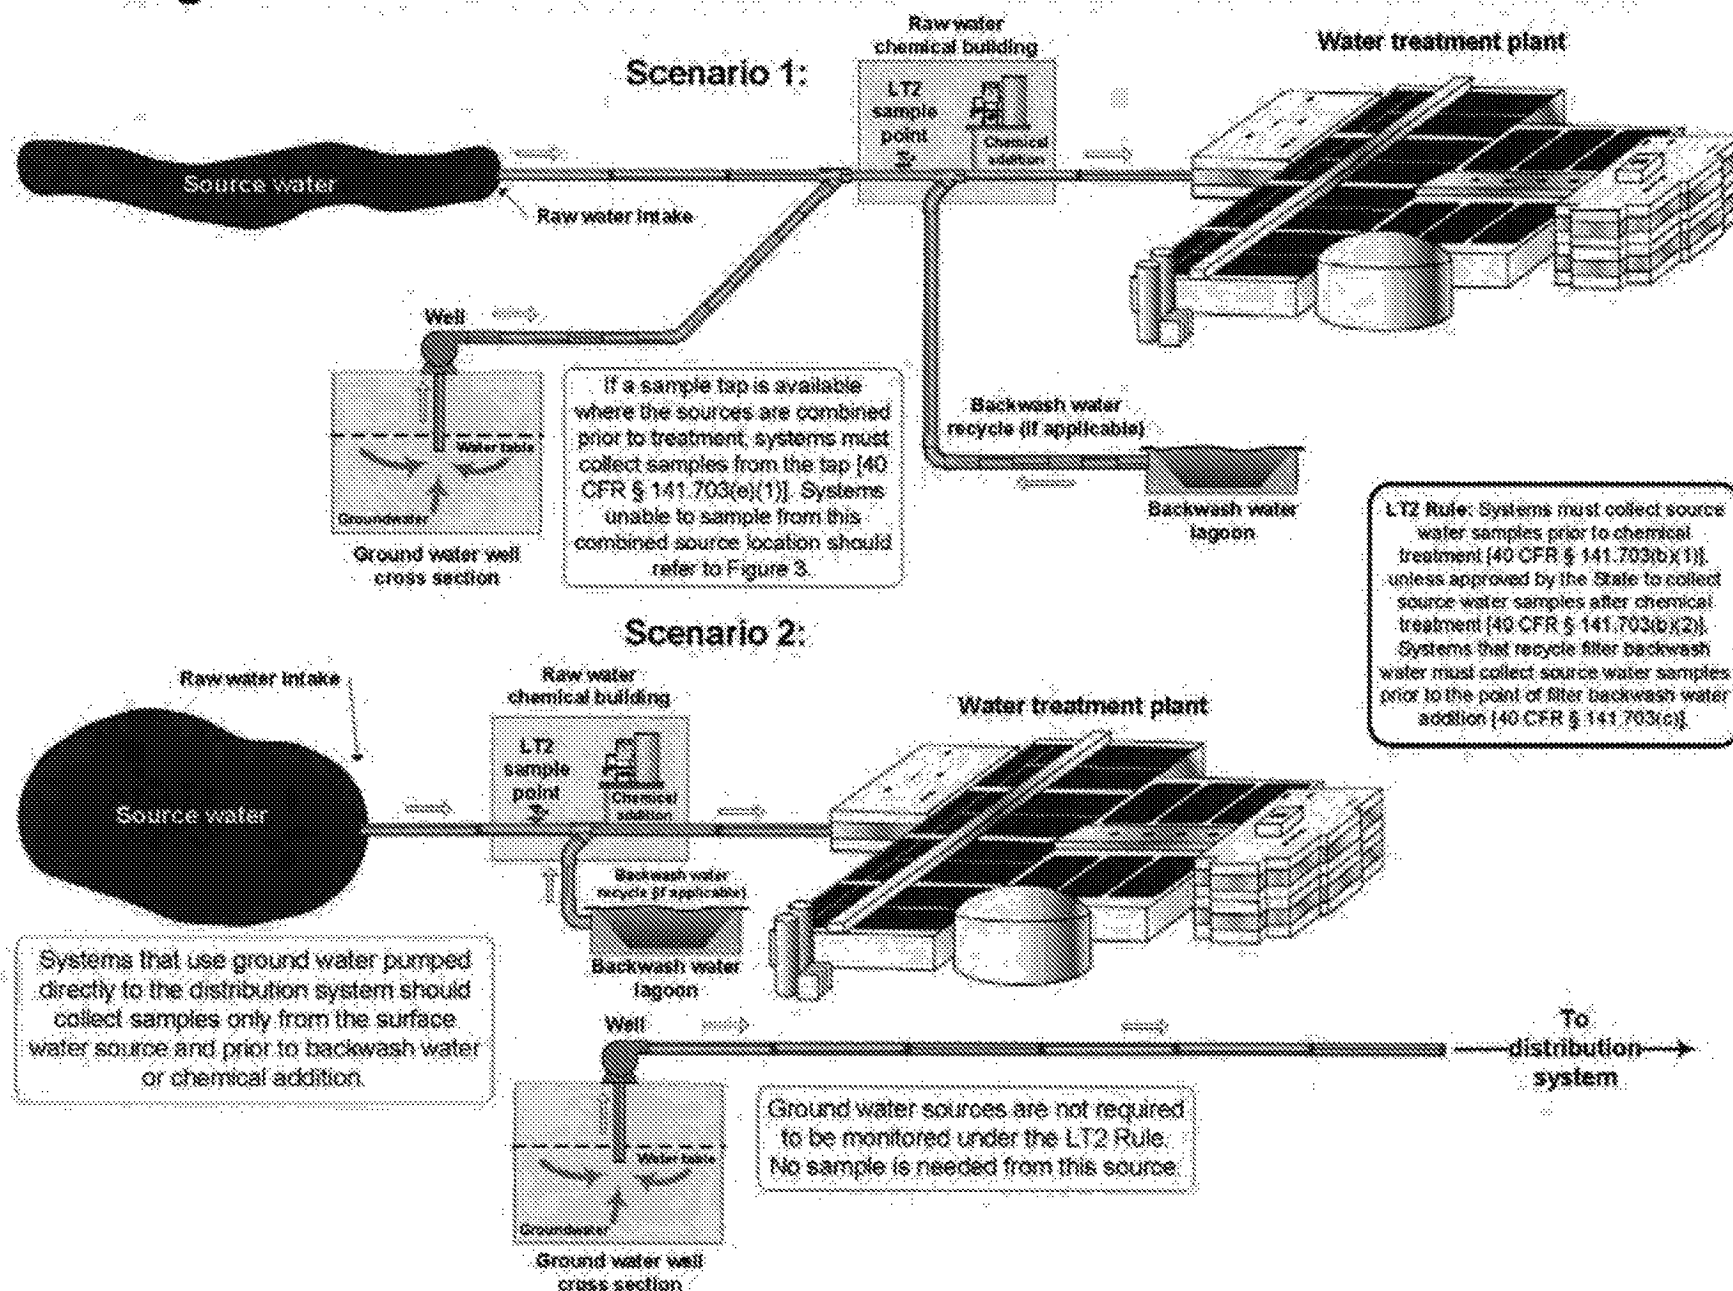 Scenario 1:
Raw water
chemical building
Water treatment plant
LT2
sample
point
Chemical
addition
Source water
Raw water intake
Well
Water table
Groundwater
Ground water well
cross section
If a sample tap is available
where the sources are combined
prior to treatment, systems must
collect samples from the tap [40
CFR § 141.703(e)(1)]. Systems
unable to sample from this
combined source location should
refer to Figure 3.
Backwash water
recycle (if applicable)
Backwash water
lagoon
LT2 Rule: Systems must collect source
water samples prior to chemical
treatment [40 CFR § 141.703(b)(1)],
unless approved by the State to collect
source water samples after chemical
treatment [40 CFR § 141.703(b)(2)].
Systems that recycle filter backwash
water must collect source water samples
prior to the point of filter backwash water
addition [40 CFR § 141.703(c)].
Scenario 2:
Raw water intake
Raw water
chemical building
Water treatment plant
LT2
sample
point
Chemical
addition
Source water
Backwash water
recycle (if applicable)
Backwash water
lagoon
Systems that use ground water pumped
directly to the distribution system should
collect samples only from the surface
water source and prior to backwash water
or chemical addition.
Well
To
distribution
system
Water table
Groundwater
Ground water well
cross section
Ground water sources are not required
to be monitored under the LT2 Rule.
No sample is needed from this source.